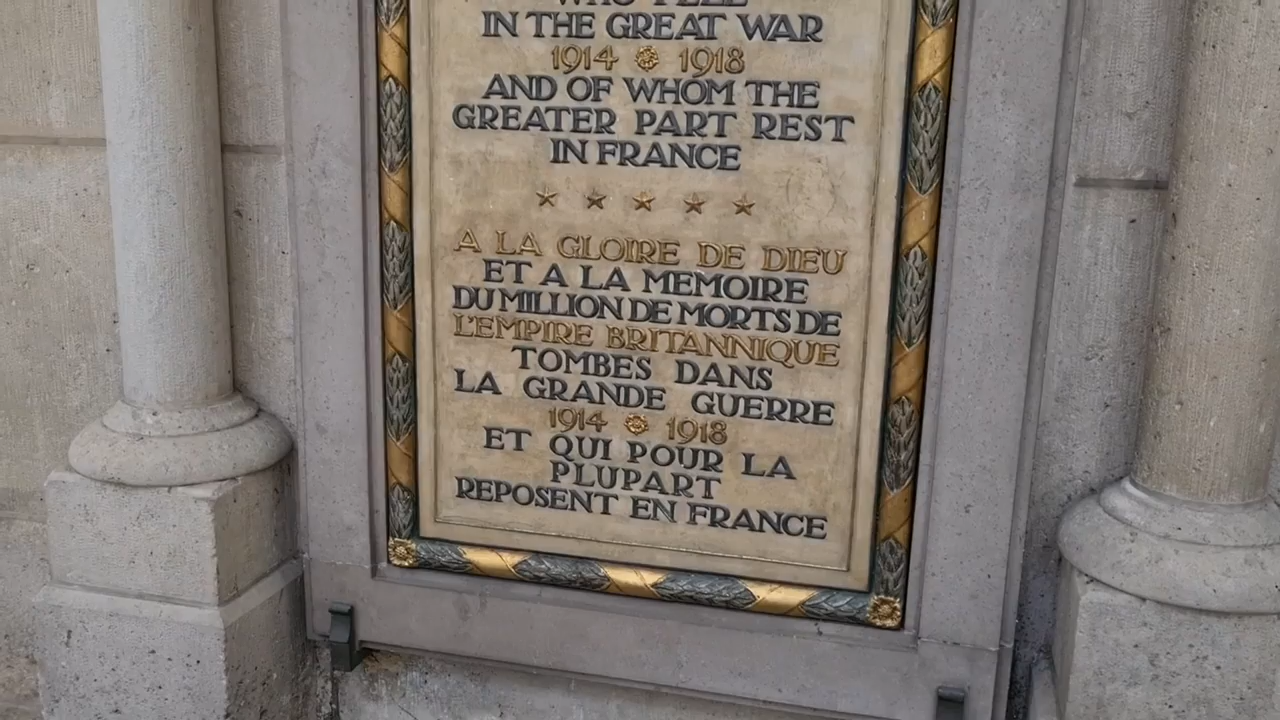 WHO FELL
IN THE GREAT WAR
1914 1918
AND OF WHOM THE
GREATER PART REST
IN FRANCE
A LA GLOIRE DE DIEU
ET A LA MEMOIRE
DU MILLION DE MORTS DE
L'EMPIRE BRITANNIQUE
TOMBES DANS
LA GRANDE GUERRE
1914 1918
ET QUI POUR LA
PLUPART
REPOSENT EN FRANCE